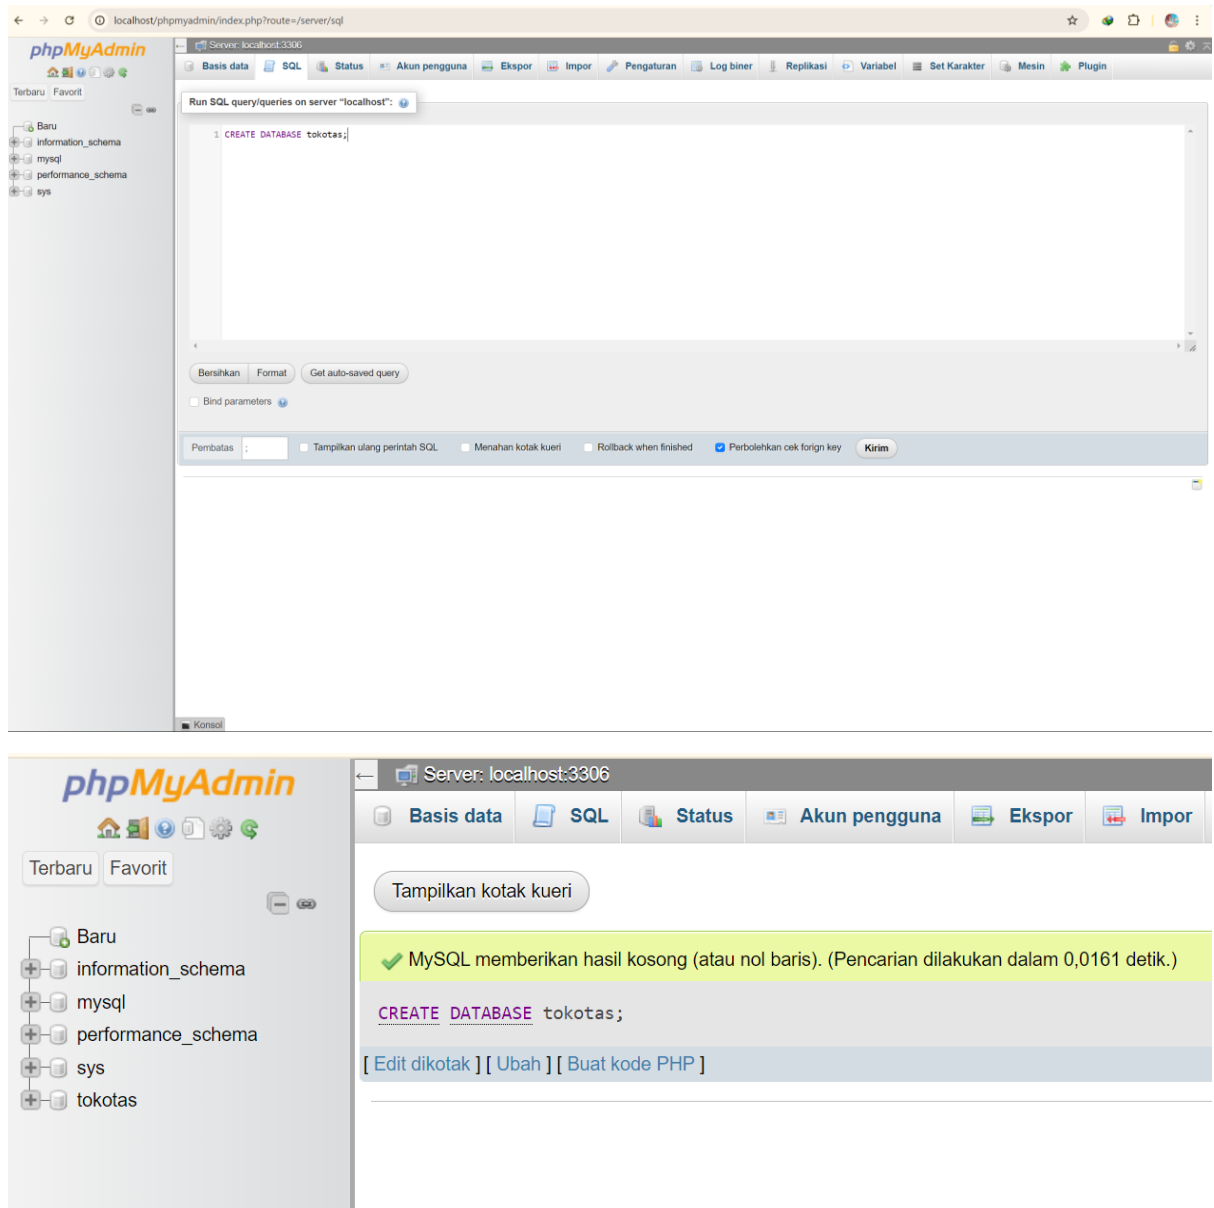 localhost/phpmyadmin/index.php?route=/server/sql
phpMyAdmin
Terbaru Favorit
Baru
information_schema
mysql
performance_schema
sys
Server: localhost:3306
Basis data SQL Status Akun pengguna Ekspor Impor Pengaturan Log biner Replikasi Variabel Set Karakter Mesin Plugin
Run SQL query/queries on server “localhost”:
1 CREATE DATABASE tokotas;
Bersihkan Format Get auto-saved query
Bind parameters
Pembatas ; Tampilkan ulang perintah SQL Menahan kotak kueri Rollback when finished Perbolehkan cek forign key Kirim
Konsol
phpMyAdmin
Terbaru Favorit
Baru
information_schema
mysql
performance_schema
sys
tokotas
Server: localhost:3306
Basis data SQL Status Akun pengguna Ekspor Impor
Tampilkan kotak kueri
MySQL memberikan hasil kosong (atau nol baris). (Pencarian dilakukan dalam 0,0161 detik.)
CREATE DATABASE tokotas;
[ Edit dikotak ] [ Ubah ] [ Buat kode PHP ]